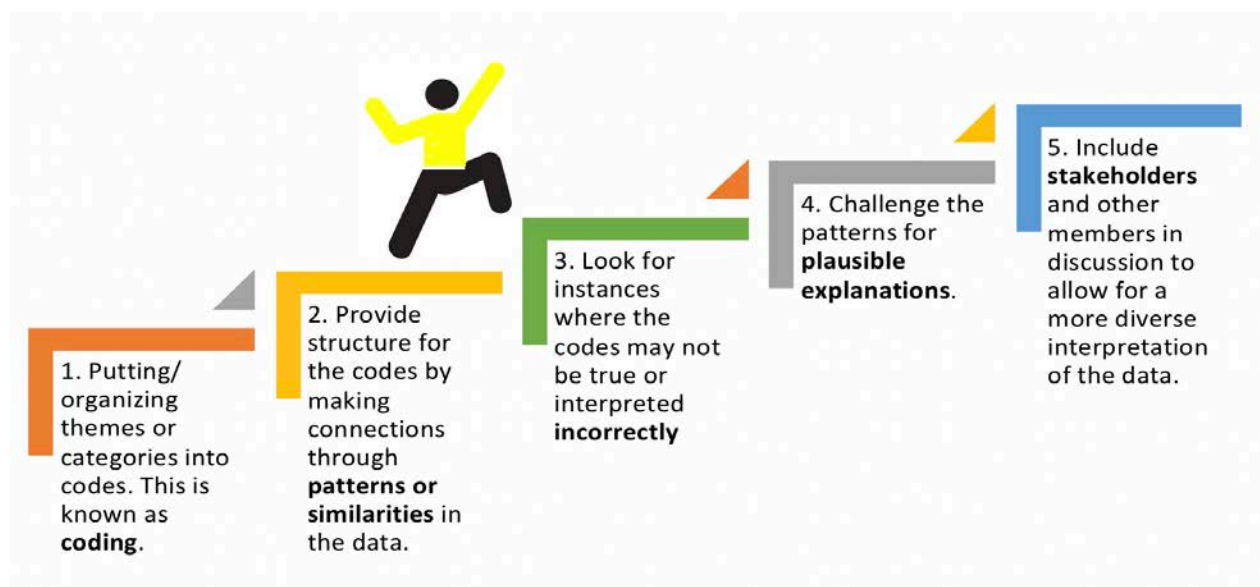 1. Putting/
organizing
themes or
categories into
codes. This is
known as
coding.
2. Provide
structure for
the codes by
making
connections
through
patterns or
similarities in
the data.
3. Look for
instances
where the
codes may not
be true or
interpreted
incorrectly
4. Challenge the
patterns for
plausible
explanations.
5. Include
stakeholders
and other
members in
discussion to
allow for a
more diverse
interpretation
of the data.